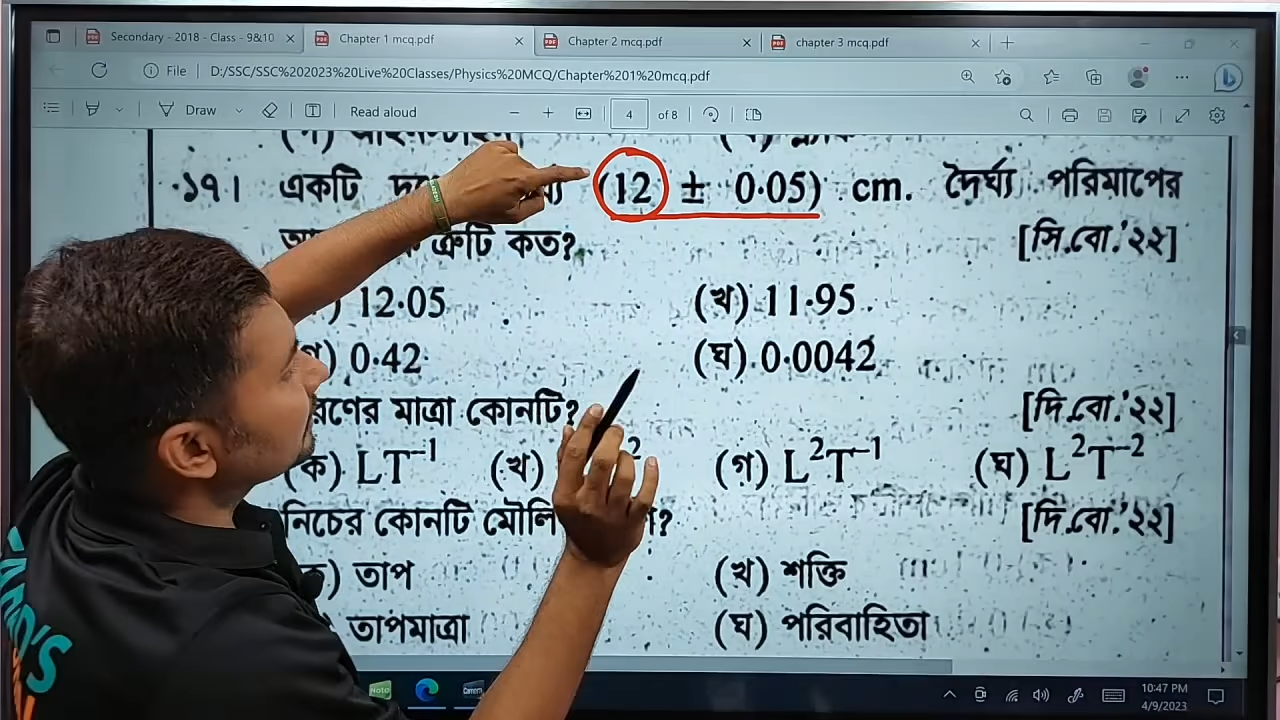 Secondary - 2018 - Class - 9&10
Chapter 1 mcq.pdf
Chapter 2 mcq.pdf
chapter 3 mcq.pdf
File D:/SSC/SSC%202023%20Live%20Classes/Physics%20MCQ/Chapter%201%20mcq.pdf
Draw Read aloud 4 of 8
১৭। একটি (12 ± 0·05) cm. দৈর্ঘ্য পরিমাপের
ত্রুটি কত? [সি.বো.'২২]
12·05 (খ) 11·95
0·42 (ঘ) 0·0042
মাত্রা কোনটি? [দি.বো.'২২]
(ক) LT⁻¹ (খ) (গ) L²T⁻¹ (ঘ) L²T⁻²
নিচের কোনটি [দি.বো.'২২]
তাপ (খ) শক্তি
তাপমাত্রা (ঘ) পরিবাহিতা
10:47 PM
4/9/2023